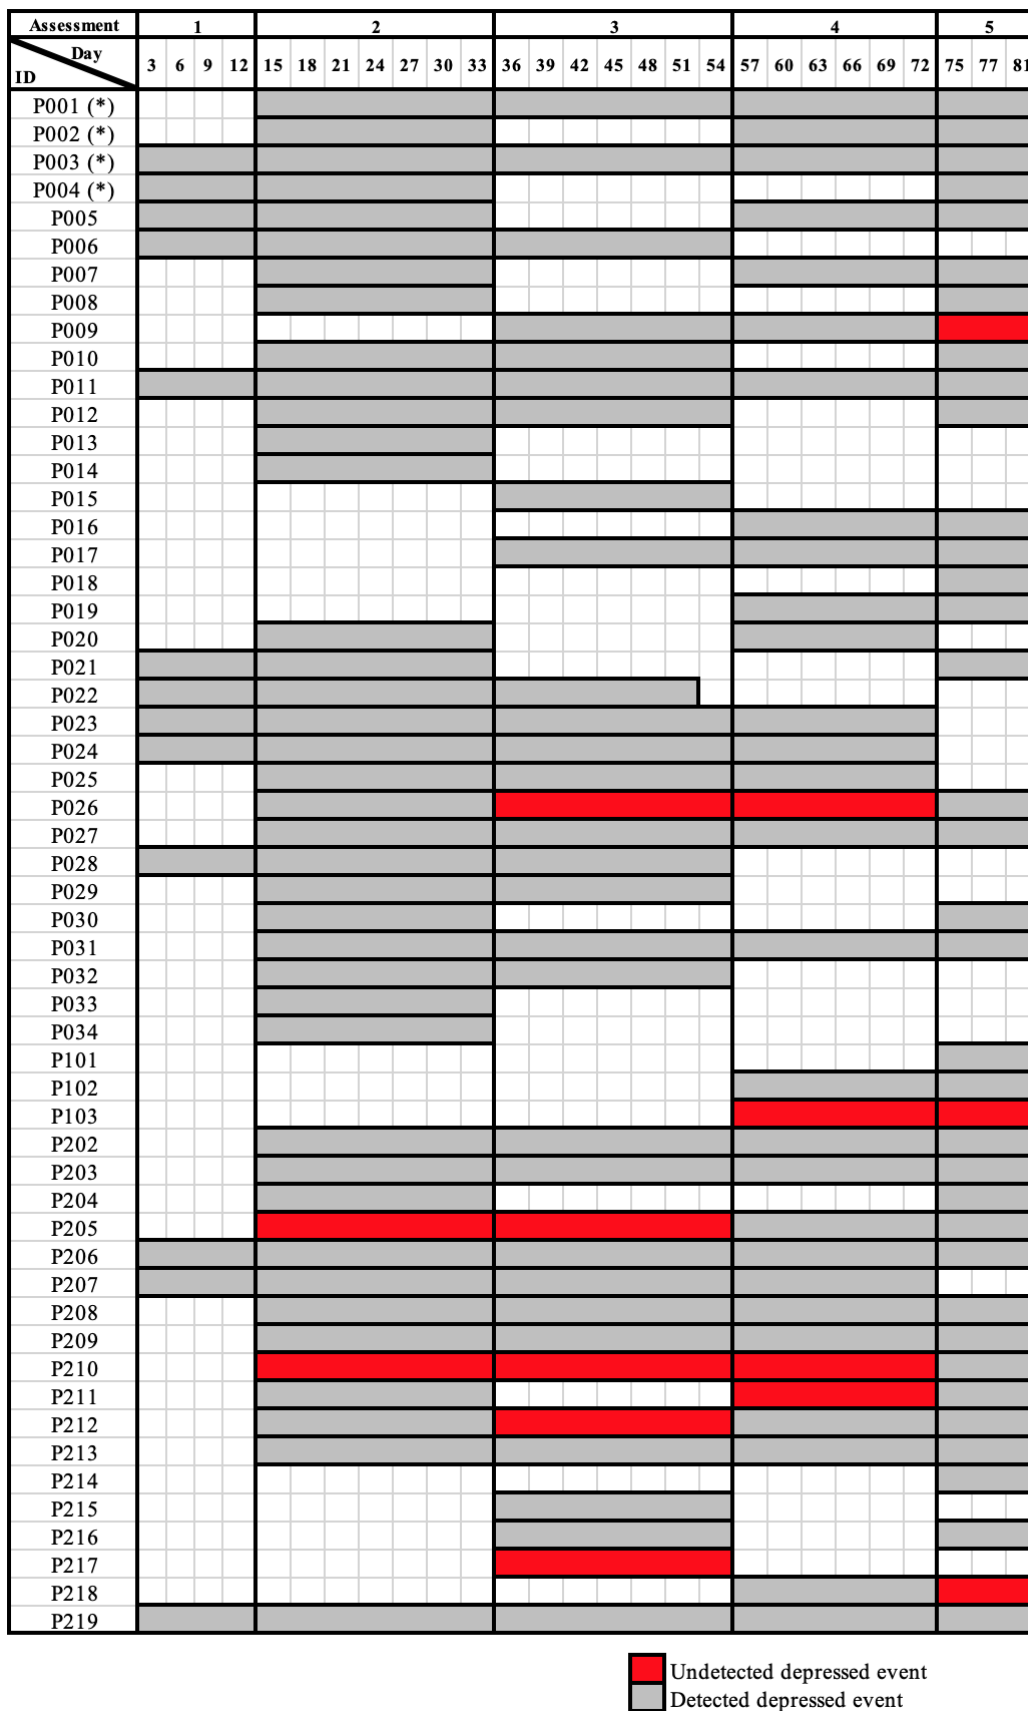 Assessment 1 2 3 4 5
Day
ID
3 6 9 12 15 18 21 24 27 30 33 36 39 42 45 48 51 54 57 60 63 66 69 72 75 77 81
P001 (*)
P002 (*)
P003 (*)
P004 (*)
P005
P006
P007
P008
P009
P010
P011
P012
P013
P014
P015
P016
P017
P018
P019
P020
P021
P022
P023
P024
P025
P026
P027
P028
P029
P030
P031
P032
P033
P034
P101
P102
P103
P202
P203
P204
P205
P206
P207
P208
P209
P210
P211
P212
P213
P214
P215
P216
P217
P218
P219
Undetected depressed event
Detected depressed event